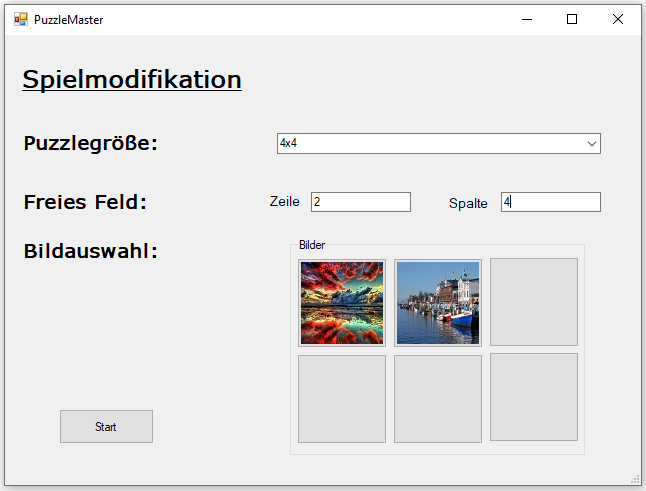 PuzzleMaster
Spielmodifikation
Puzzlegröße:
4x4
Freies Feld:
Zeile
2
Spalte
4
Bildauswahl:
Bilder
Start